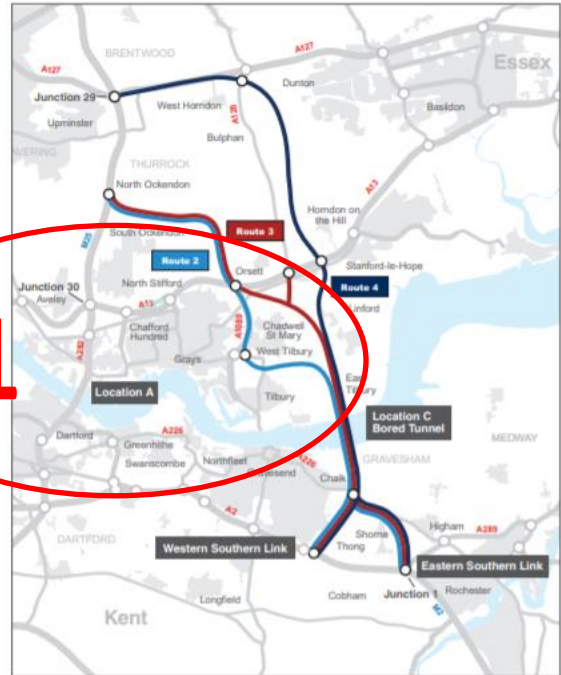 BRENTWOOD
A127
Essex
A127
Junction 29
Dunton
West Horndon
Basildon
Upminster
A128
Bulphan
THURROCK
A13
North Ockendon
Horndon on
the Hill
South Ockendon
Route 3
M25
Route 2
Orsett
Stanford-le-Hope
Junction 30
North Stifford
Route 4
Aveley
A13
Linford
Chafford
Hundred
A1089
Chadwell
St Mary
A282
Grays
West Tilbury
Location A
Tilbury
East
Tilbury
Location C
Bored Tunnel
A226
MEDWAY
Dartford
Greenhithe
Northfleet
GRAVESHAM
Swanscombe
A226
Chalk
A2
Higham
A289
DARTFORD
Shorne
Western Southern Link
Thong
Eastern Southern Link
Junction 1
Rochester
Longfield
Cobham
M2
Kent